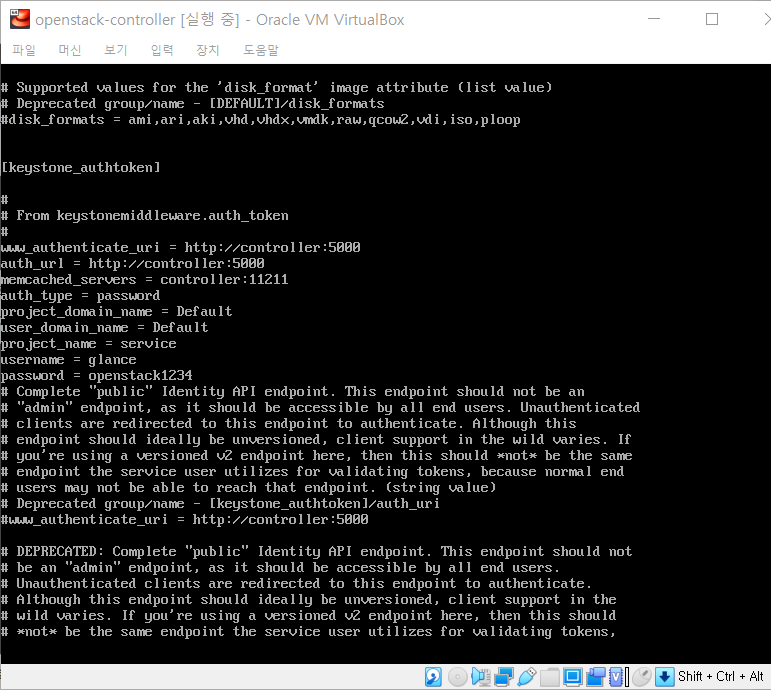 openstack-controller [실행 중] - Oracle VM VirtualBox
파일 머신 보기 입력 장치 도움말
# Supported values for the 'disk_format' image attribute (list value)
# Deprecated group/name - [DEFAULT]/disk_formats
#disk_formats = ami,ari,aki,vhd,vhdx,vmdk,raw,qcow2,vdi,iso,ploop
[keystone_authtoken]
#
# From keystonemiddleware.auth_token
#
www_authenticate_uri = http://controller:5000
auth_url = http://controller:5000
memcached_servers = controller:11211
auth_type = password
project_domain_name = Default
user_domain_name = Default
project_name = service
username = glance
password = openstack1234
# Complete "public" Identity API endpoint. This endpoint should not be an
# "admin" endpoint, as it should be accessible by all end users. Unauthenticated
# clients are redirected to this endpoint to authenticate. Although this
# endpoint should ideally be unversioned, client support in the wild varies. If
# you're using a versioned v2 endpoint here, then this should *not* be the same
# endpoint the service user utilizes for validating tokens, because normal end
# users may not be able to reach that endpoint. (string value)
# Deprecated group/name - [keystone_authtoken]/auth_uri
#www_authenticate_uri = http://controller:5000
# DEPRECATED: Complete "public" Identity API endpoint. This endpoint should not
# be an "admin" endpoint, as it should be accessible by all end users.
# Unauthenticated clients are redirected to this endpoint to authenticate.
# Although this endpoint should ideally be unversioned, client support in the
# wild varies. If you're using a versioned v2 endpoint here, then this should
# *not* be the same endpoint the service user utilizes for validating tokens,
Shift + Ctrl + Alt